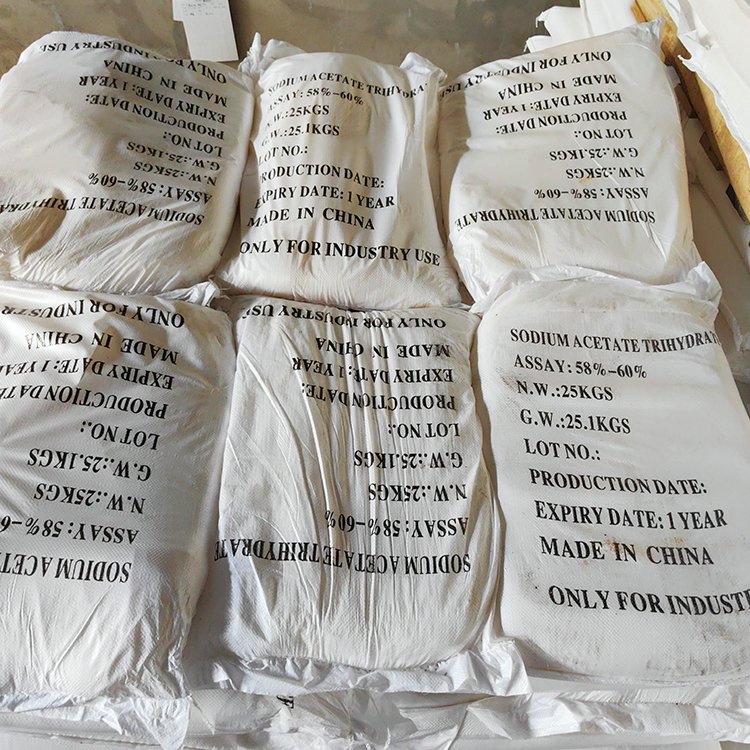 SODIUM ACETATE TRIHYDRA
ASSAY: 58%-60%
N.W.:25KGS
G.W.:25.1KGS
LOT NO.:
PRODUCTION DATE:
EXPIRY DATE: 1 YEAR
MADE IN CHINA
ONLY FOR INDUSTRY USE
SODIUM ACETATE TRIHYDRAT
ASSAY: 58%-60%
N.W.:25KGS
G.W.:25.1KGS
LOT NO.:
PRODUCTION DATE:
EXPIRY DATE: 1 YEAR
MADE IN CHINA
ONLY FOR INDUSTRY USE
SODIUM ACETATE TRIHYDRATE
ASSAY: 58%-60%
N.W.:25KGS
G.W.:25.1KGS
LOT NO.:
PRODUCTION DATE:
EXPIRY DATE: 1 YEAR
MADE IN CHINA
ONLY FOR INDUSTRY USE
SODIUM ACETATE
ASSAY: 58%-60
N.W.:25KGS
G.W.:25.1KGS
LOT NO.:
PRODUCTION DATE:
EXPIRY DATE: 1 YEAR
MADE IN CHINA
ONLY FOR INDUSTRY
SODIUM ACETATE TRIHYDRATE
ASSAY: 58%-60%
N.W.:25KGS
G.W.:25.1KGS
LOT NO.:
PRODUCTION DATE:
EXPIRY DATE: 1 YEAR
MADE IN CHINA
ONLY FOR INDUSTRY USE
SODIUM ACETATE TRIHYDRATE
ASSAY: 58%-60%
N.W.:25KGS
G.W.:25.1KGS
LOT NO.:
PRODUCTION DATE:
EXPIRY DATE: 1 YEAR
MADE IN CHINA
ONLY FOR INDUST